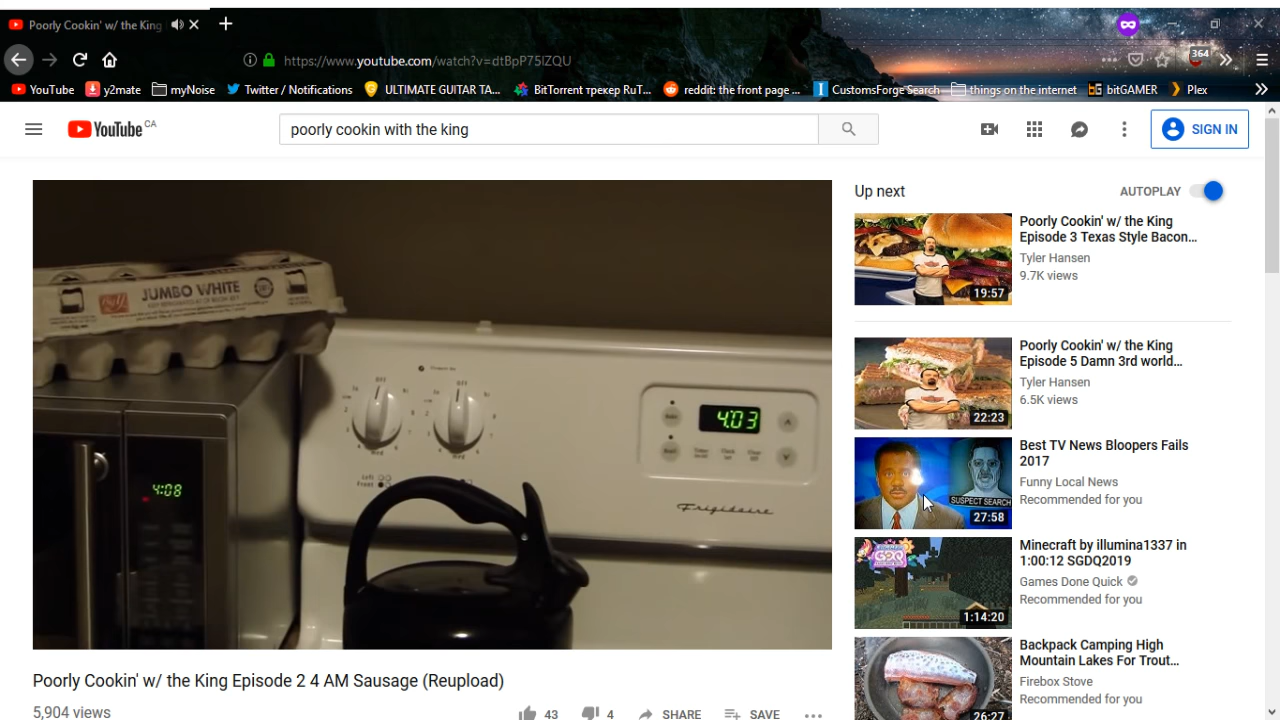 Poorly Cookin' w/ the King
https://www.youtube.com/watch?v=dtBpP75IZQU
364
YouTube
y2mate
myNoise
Twitter / Notifications
ULTIMATE GUITAR TA...
BitTorrent трекер RuT...
reddit: the front page ...
CustomsForge Search
things on the internet
bitGAMER
Plex
YouTube CA
poorly cookin with the king
SIGN IN
JUMBO WHITE
OFF
OFF
4:03
4:08
Frigidaire
Up next
AUTOPLAY
Poorly Cookin' w/ the King
Episode 3 Texas Style Bacon...
Tyler Hansen
9.7K views
19:57
Poorly Cookin' w/ the King
Episode 5 Damn 3rd world...
Tyler Hansen
6.5K views
22:23
Best TV News Bloopers Fails
2017
Funny Local News
Recommended for you
SUSPECT SEARCH
27:58
Minecraft by illumina1337 in
1:00:12 SGDQ2019
Games Done Quick
Recommended for you
1:14:20
Backpack Camping High
Mountain Lakes For Trout...
Firebox Stove
Recommended for you
26:27
Poorly Cookin' w/ the King Episode 2 4 AM Sausage (Reupload)
5,904 views
43
4
SHARE
SAVE